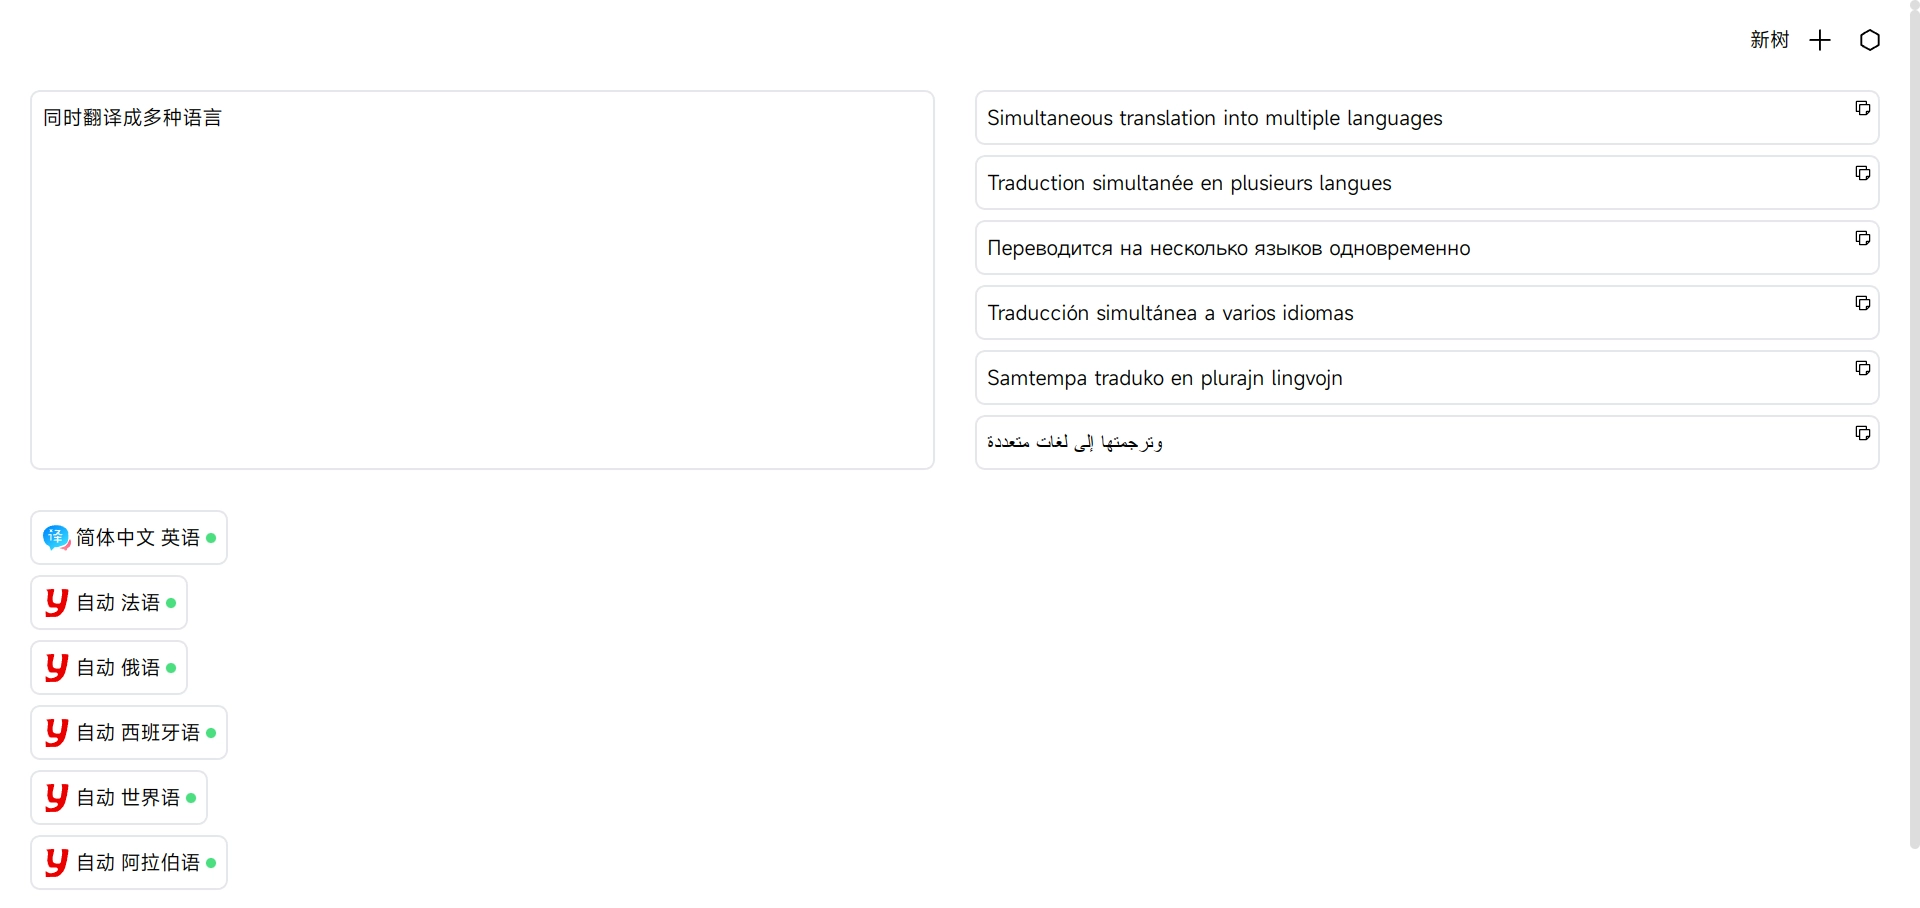 新树
同时翻译成多种语言
Simultaneous translation into multiple languages
Traduction simultanée en plusieurs langues
Переводится на несколько языков одновременно
Traducción simultánea a varios idiomas
Samtempa traduko en plurajn lingvojn
وترجمتها إلى لغات متعددة
译 简体中文 英语
y 自动 法语
y 自动 俄语
y 自动 西班牙语
y 自动 世界语
y 自动 阿拉伯语